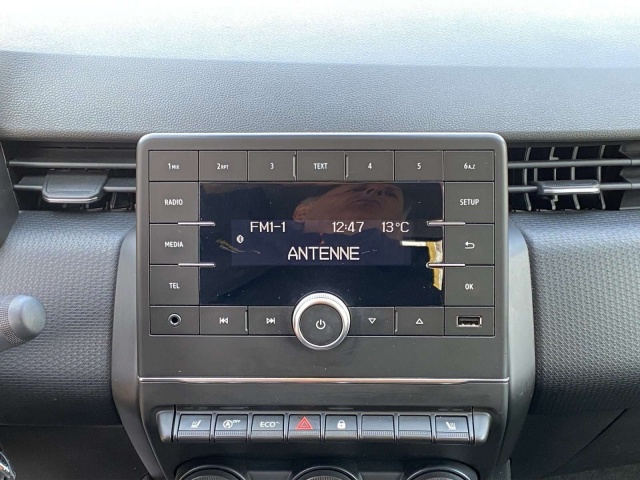 1MIX 2RPT 3 TEXT 4 5 6A.Z
RADIO SETUP
FM1-1 12:47 13°C
MEDIA
ANTENNE
TEL OK
OFF ECO